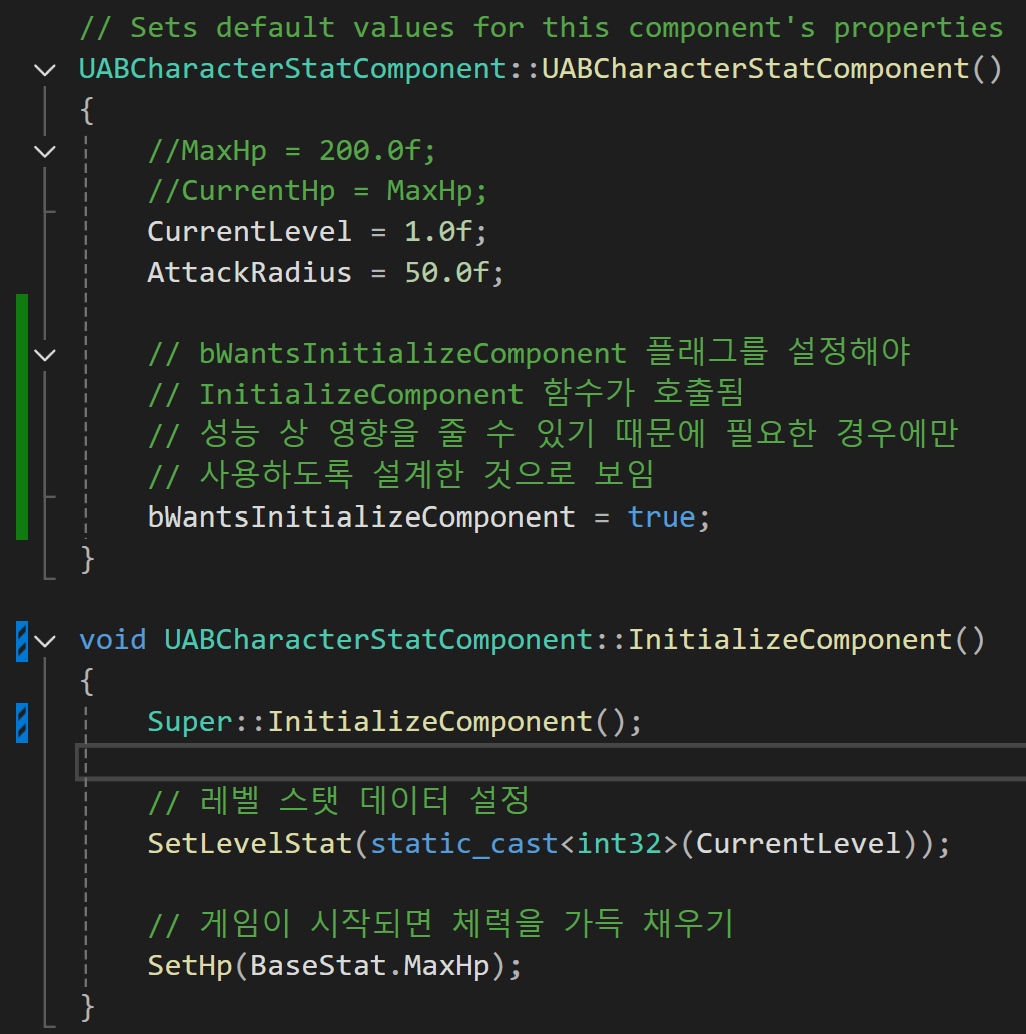 // Sets default values for this component's properties
UABCharacterStatComponent::UABCharacterStatComponent()
{
//MaxHp = 200.0f;
//CurrentHp = MaxHp;
CurrentLevel = 1.0f;
AttackRadius = 50.0f;
// bWantsInitializeComponent 플래그를 설정해야
// InitializeComponent 함수가 호출됨
// 성능 상 영향을 줄 수 있기 때문에 필요한 경우에만
// 사용하도록 설계한 것으로 보임
bWantsInitializeComponent = true;
}
void UABCharacterStatComponent::InitializeComponent()
{
Super::InitializeComponent();
// 레벨 스탯 데이터 설정
SetLevelStat(static_cast<int32>(CurrentLevel));
// 게임이 시작되면 체력을 가득 채우기
SetHp(BaseStat.MaxHp);
}